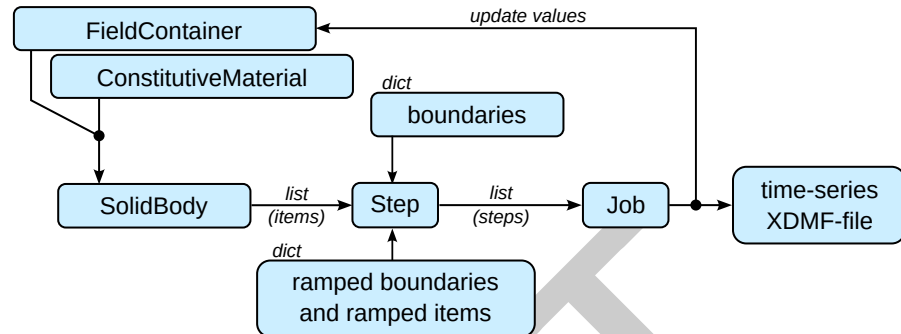 update values
FieldContainer
ConstitutiveMaterial
dict
boundaries
SolidBody
list
(items)
Step
list
(steps)
Job
time-series
XDMF-file
dict
ramped boundaries
and ramped items